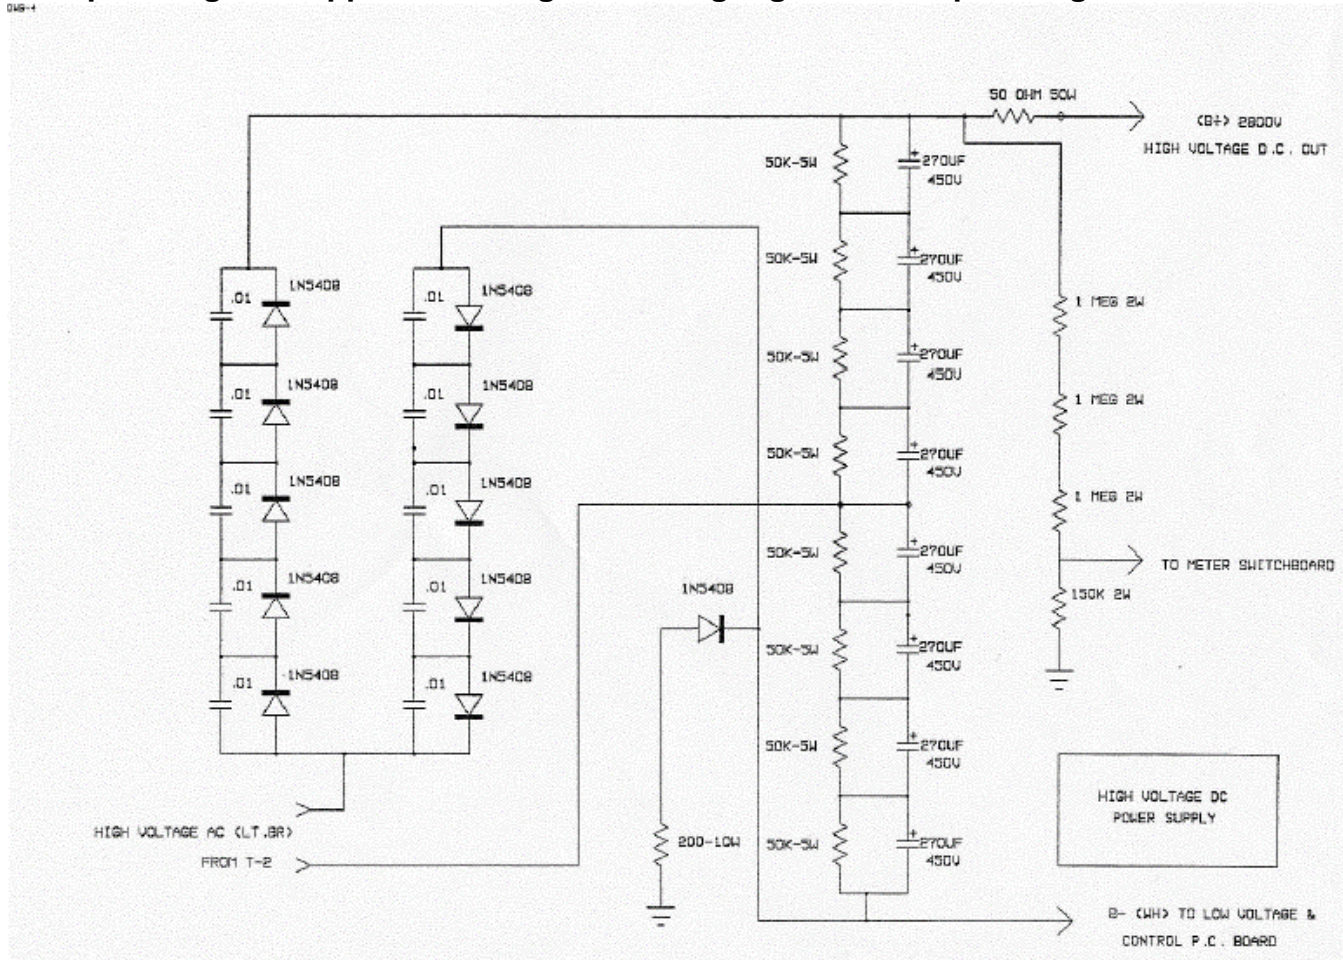 DWG-4
50 OHM 50W
(B+) 2800V
HIGH VOLTAGE D.C. OUT
50K-5W
270UF
450V
50K-5W
270UF
450V
1N5408
.01
1N5408
.01
1 MEG 2W
50K-5W
270UF
450V
1N5408
.01
1N5408
.01
1 MEG 2W
50K-5W
270UF
450V
1N5408
.01
1N5408
.01
1 MEG 2W
50K-5W
270UF
450V
TO METER SWITCHBOARD
1N5408
.01
1N5408
.01
1N5408
150K 2W
50K-5W
270UF
450V
1N5408
.01
1N5408
.01
50K-5W
270UF
450V
HIGH VOLTAGE DC
POWER SUPPLY
HIGH VOLTAGE AC (LT.BR)
FROM T-2
200-10W
50K-5W
270UF
450V
B- (WH) TO LOW VOLTAGE &
CONTROL P.C. BOARD